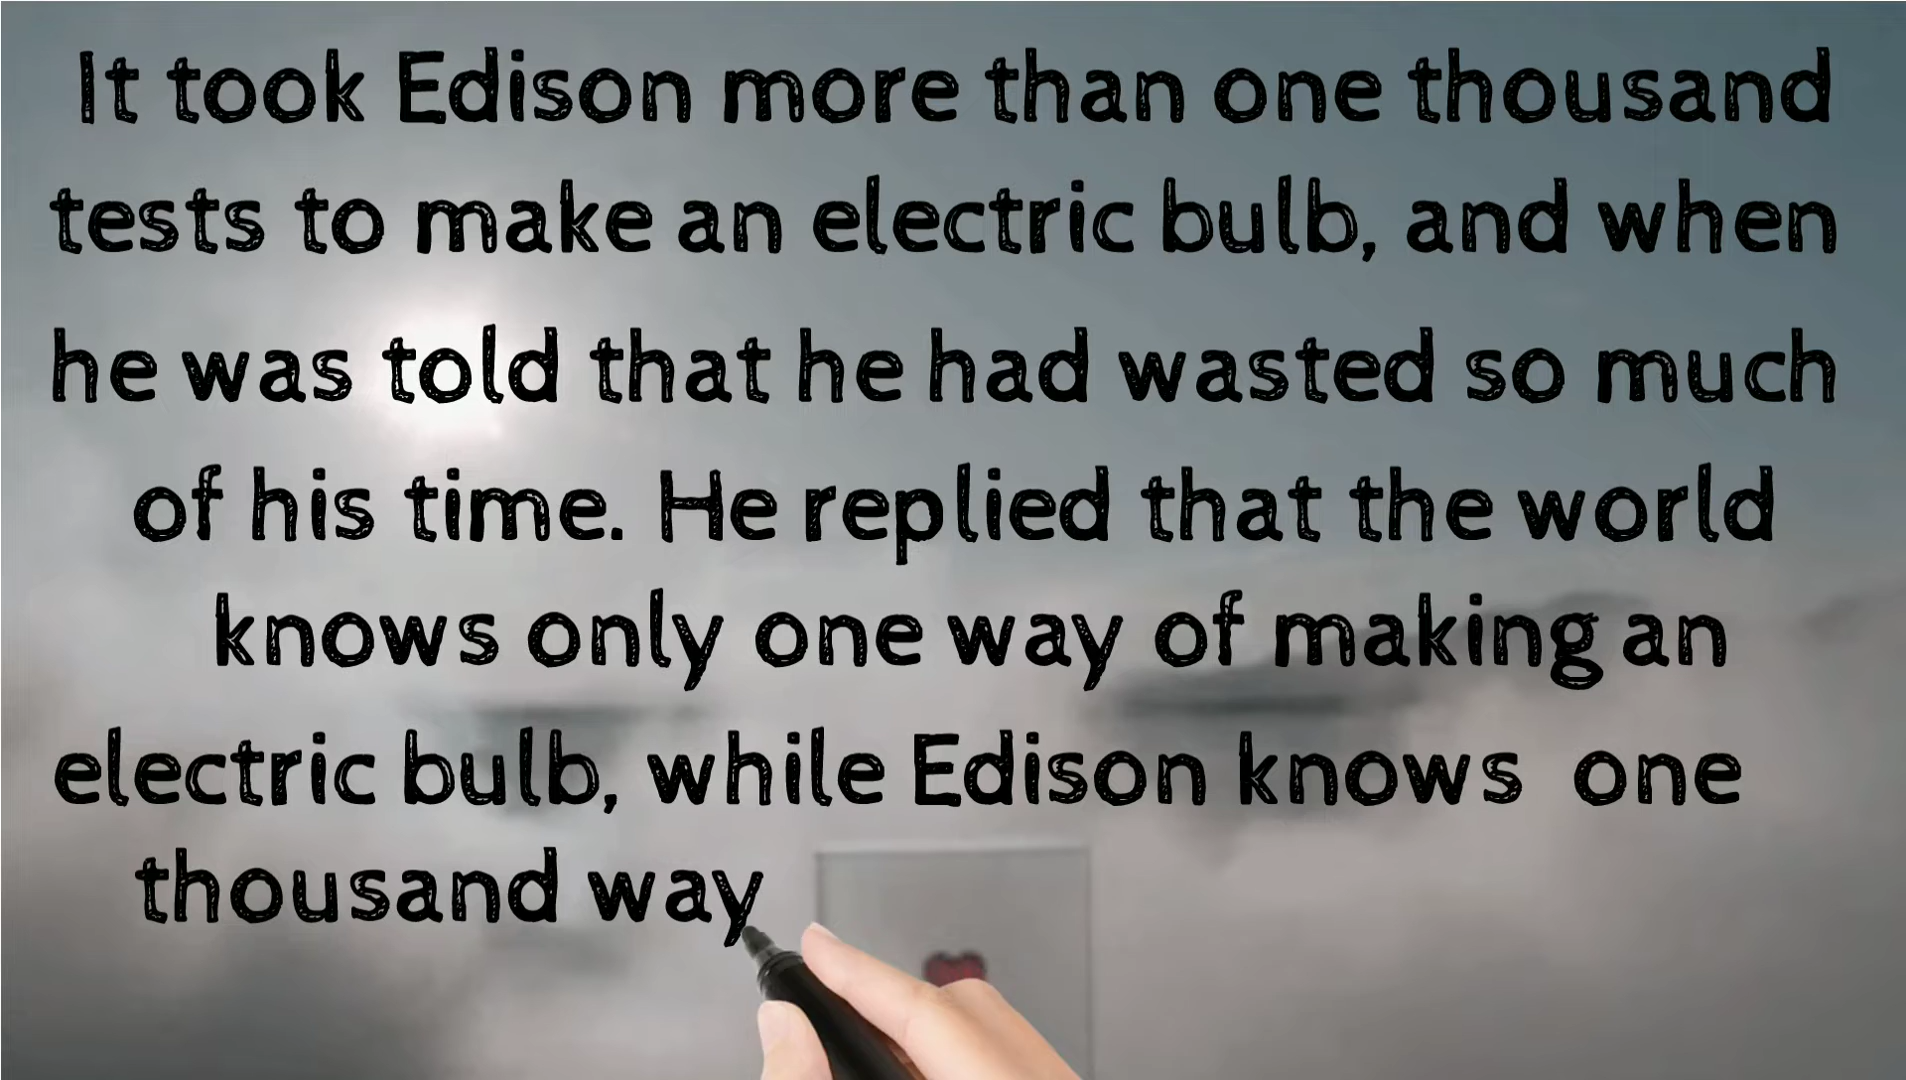 It took Edison more than one thousand
tests to make an electric bulb, and when
he was told that he had wasted so much
of his time. He replied that the world
knows only one way of making an
electric bulb, while Edison knows one
thousand way